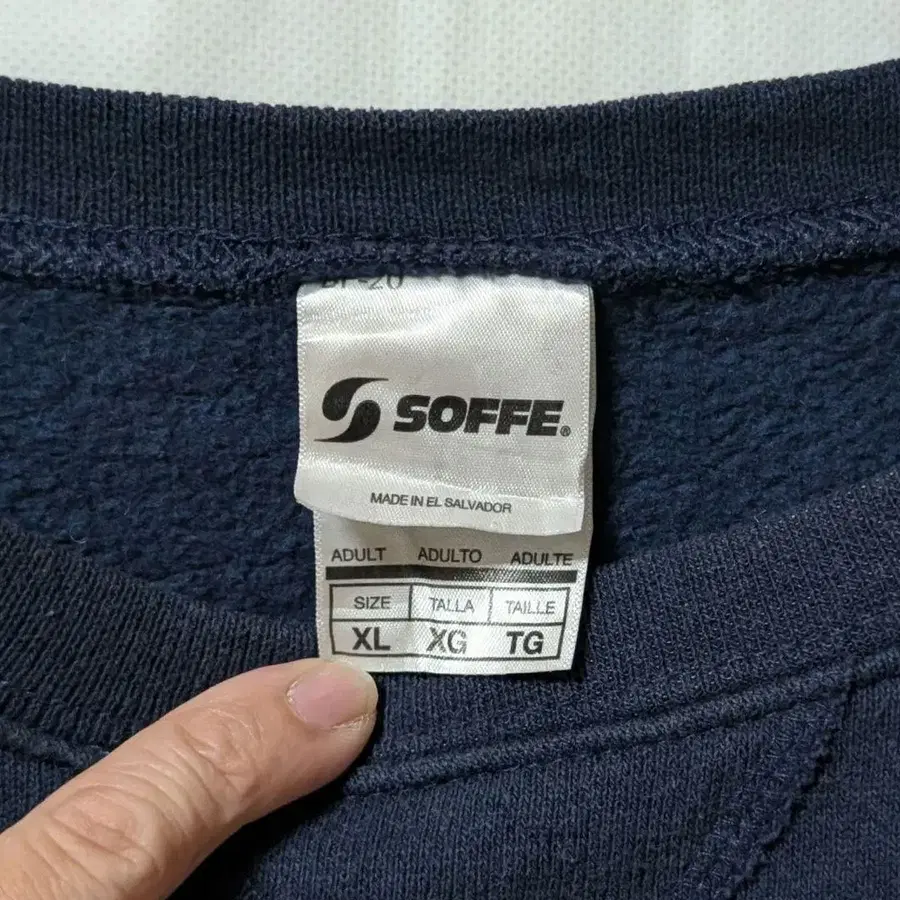 SOFFE®
MADE IN EL SALVADOR
ADULT ADULTO ADULTE
SIZE TALLA TAILLE
XL XG TG